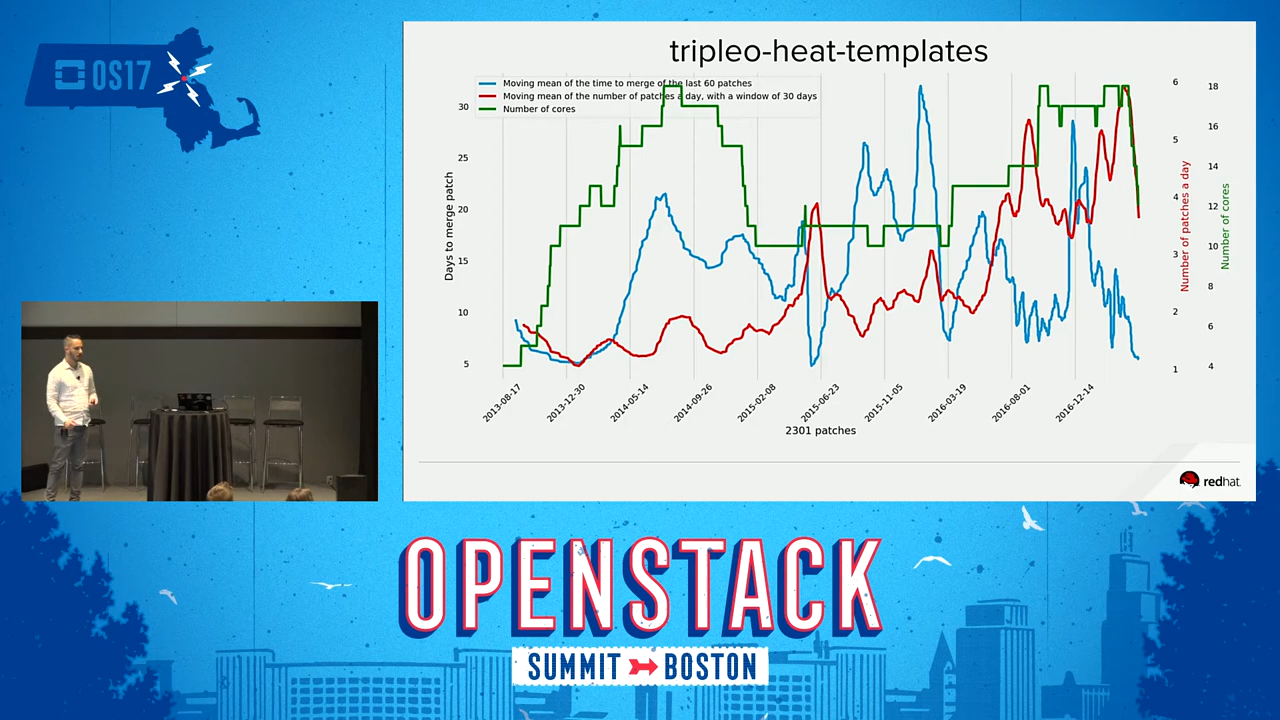 OS17
tripleo-heat-templates
Moving mean of the time to merge of the last 60 patches
Moving mean of the number of patches a day, with a window of 30 days
Number of cores
Days to merge patch
30
25
20
15
10
5
6
5
4
3
2
1
Number of patches a day
18
16
14
12
10
8
6
4
Number of cores
2013-08-17
2013-12-30
2014-05-14
2014-09-26
2015-02-08
2015-06-23
2015-11-05
2016-03-19
2016-08-01
2016-12-14
2301 patches
redhat.
OPENSTACK
SUMMIT BOSTON